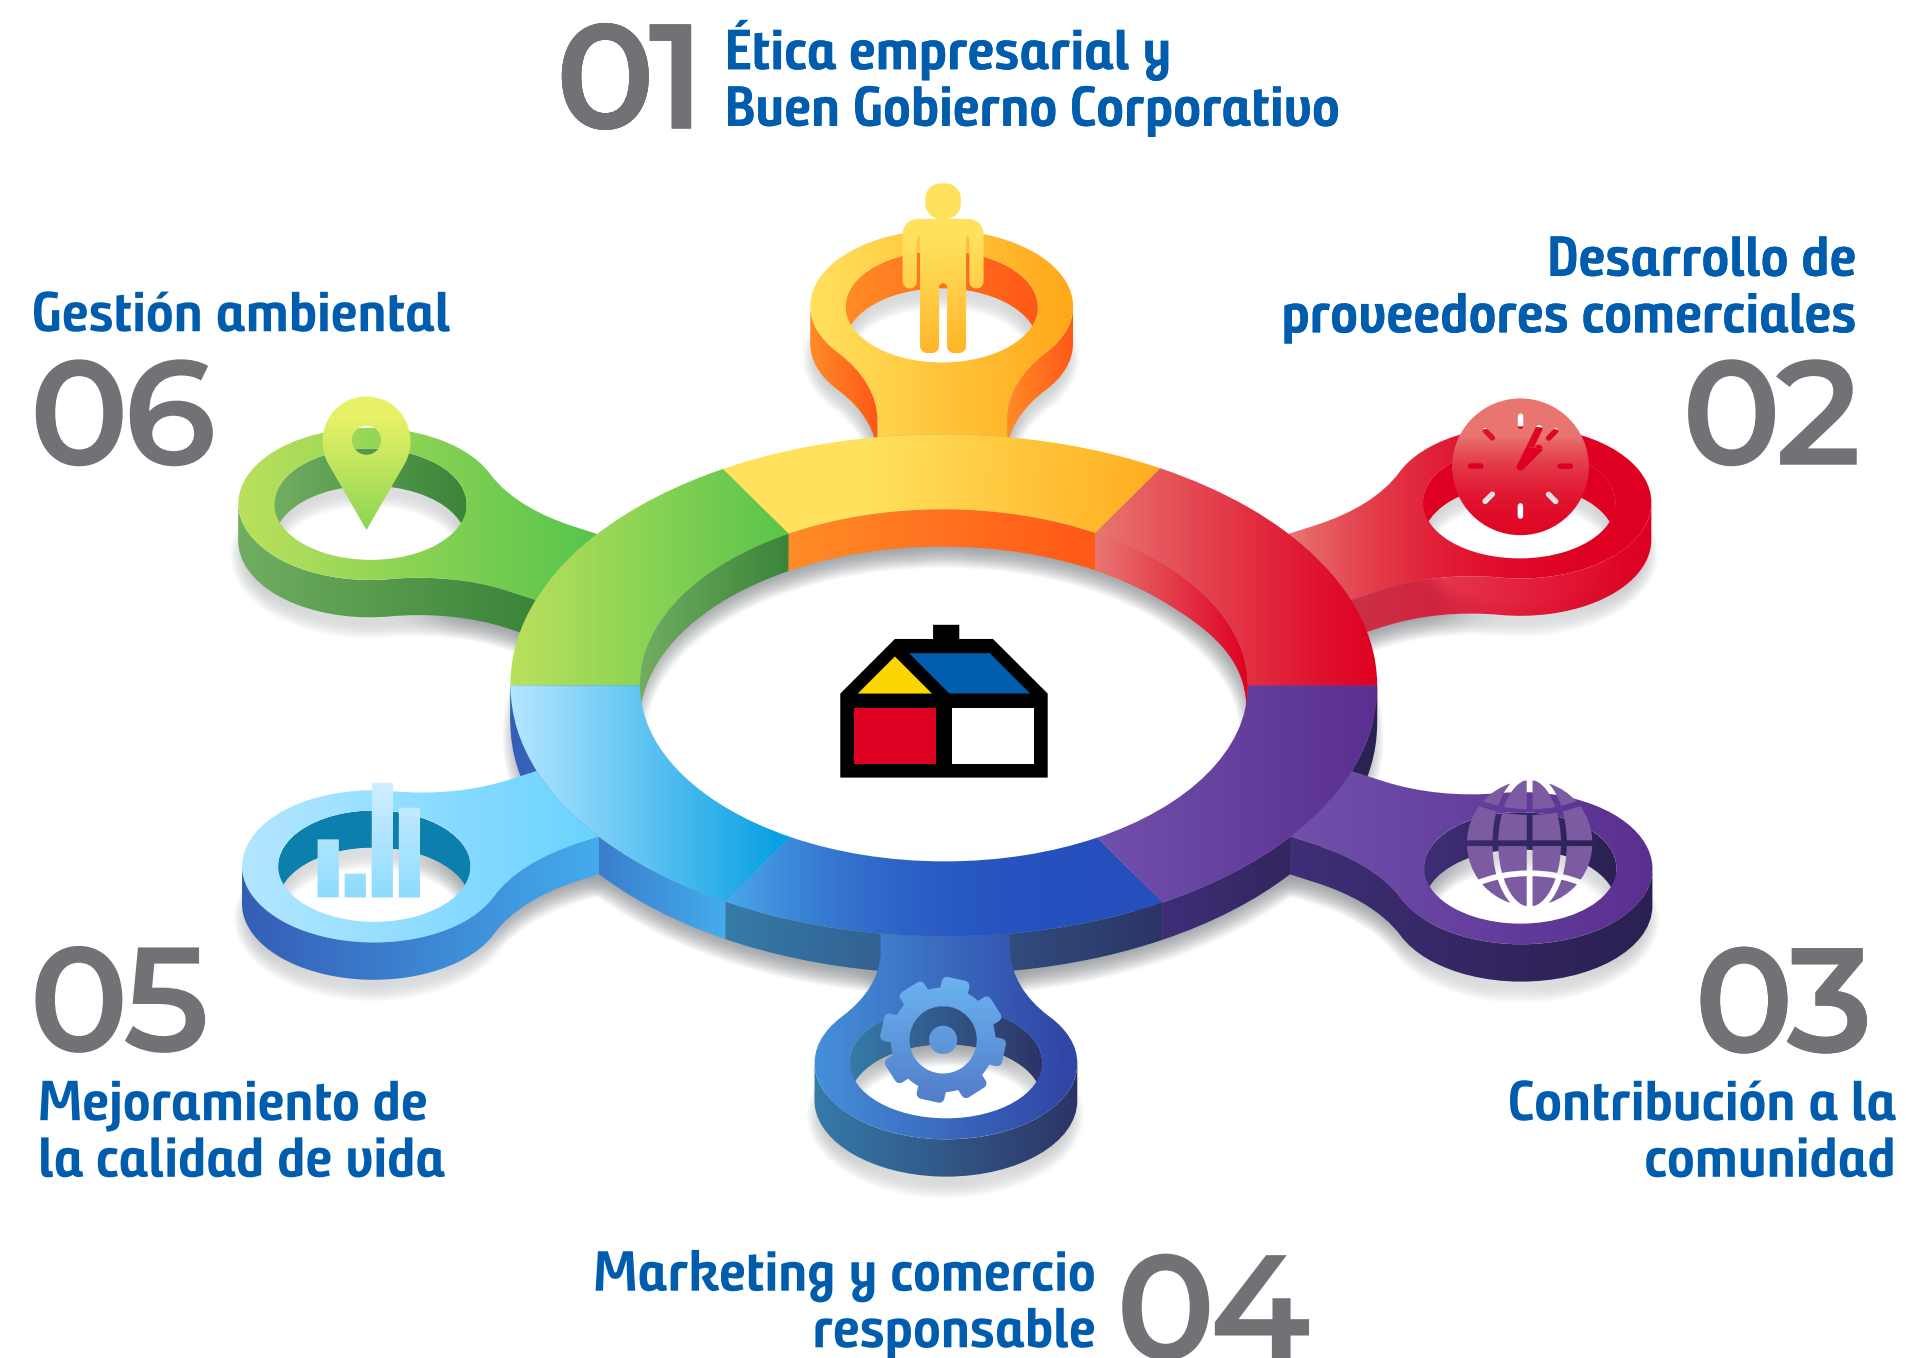 01
Ética empresarial y
Buen Gobierno Corporativo
Desarrollo de
proveedores comerciales
02
03
Contribución a la
comunidad
Marketing y comercio
responsable
04
05
Mejoramiento de
la calidad de vida
Gestión ambiental
06